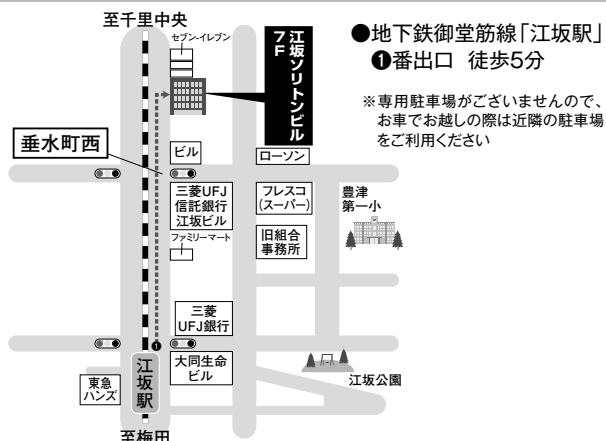 至千里中央
セブン-イレブン
江坂ソリトンビル
7F
●地下鉄御堂筋線「江坂駅」
❶番出口 徒歩5分
※専用駐車場がございませんので、
お車でお越しの際は近隣の駐車場
をご利用ください
垂水町西
ビル
ローソン
三菱UFJ
信託銀行
江坂ビル
フレスコ
(スーパー)
豊津
第一小
ファミリーマート
旧組合
事務所
三菱
UFJ銀行
❶
大同生命
ビル
江坂駅
東急
ハンズ
江坂公園
至梅田